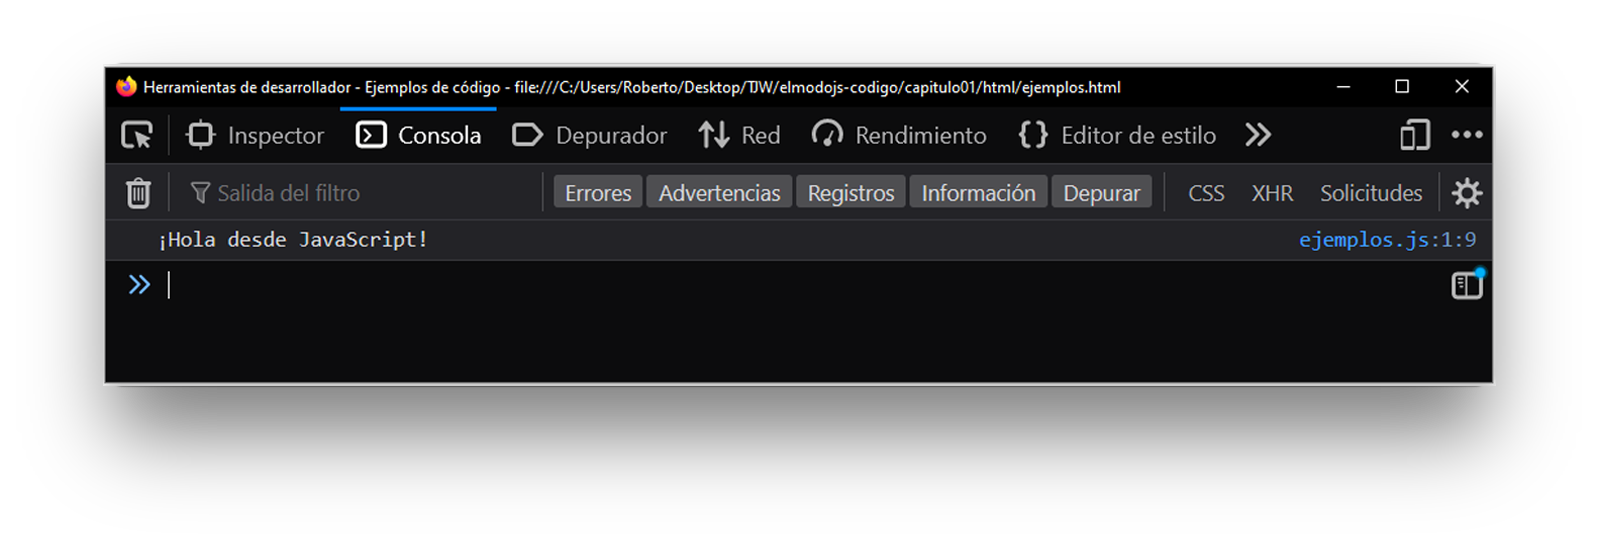 Herramientas de desarrollador - Ejemplos de código - file:///C:/Users/Roberto/Desktop/TJW/elmodojs-codigo/capitulo01/html/ejemplos.html
Inspector Consola Depurador Red Rendimiento Editor de estilo
Salida del filtro Errores Advertencias Registros Información Depurar CSS XHR Solicitudes
¡Hola desde JavaScript! ejemplos.js:1:9